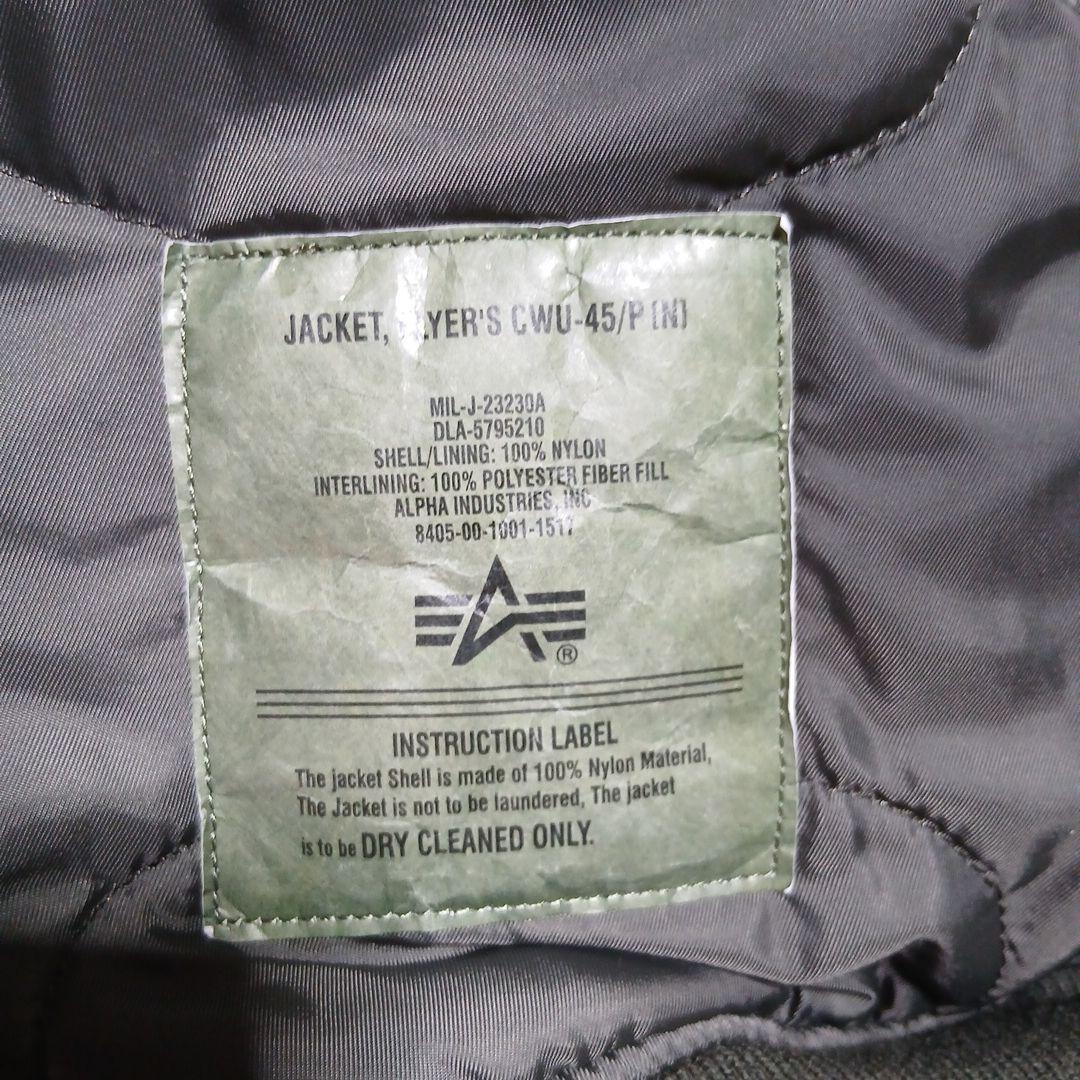 JACKET, FLYER'S CWU-45/P (N)
MIL-J-23230A
DLA-5795210
SHELL/LINING: 100% NYLON
INTERLINING: 100% POLYESTER FIBER FILL
ALPHA INDUSTRIES, INC
8405-00-1001-1517
®
INSTRUCTION LABEL
The jacket Shell is made of 100% Nylon Material,
The Jacket is not to be laundered, The jacket
is to be DRY CLEANED ONLY.